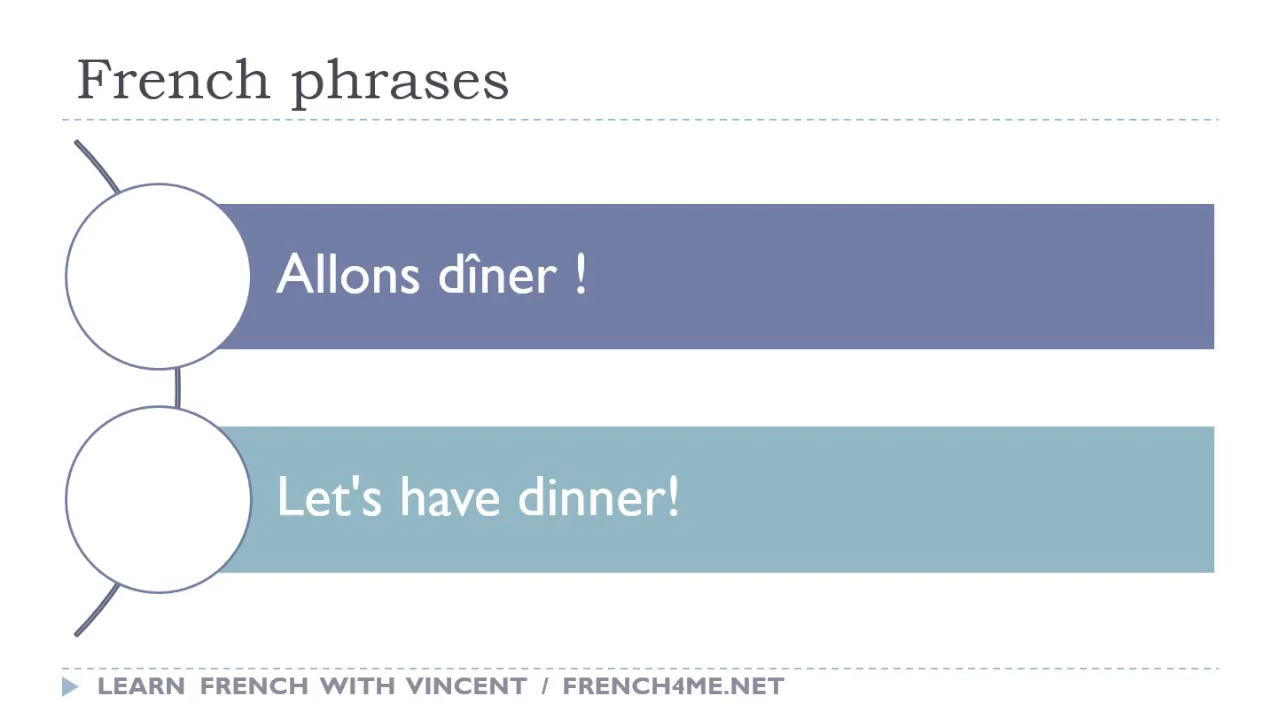 French phrases
Allons dîner !
Let's have dinner!
LEARN FRENCH WITH VINCENT / FRENCH4ME.NET